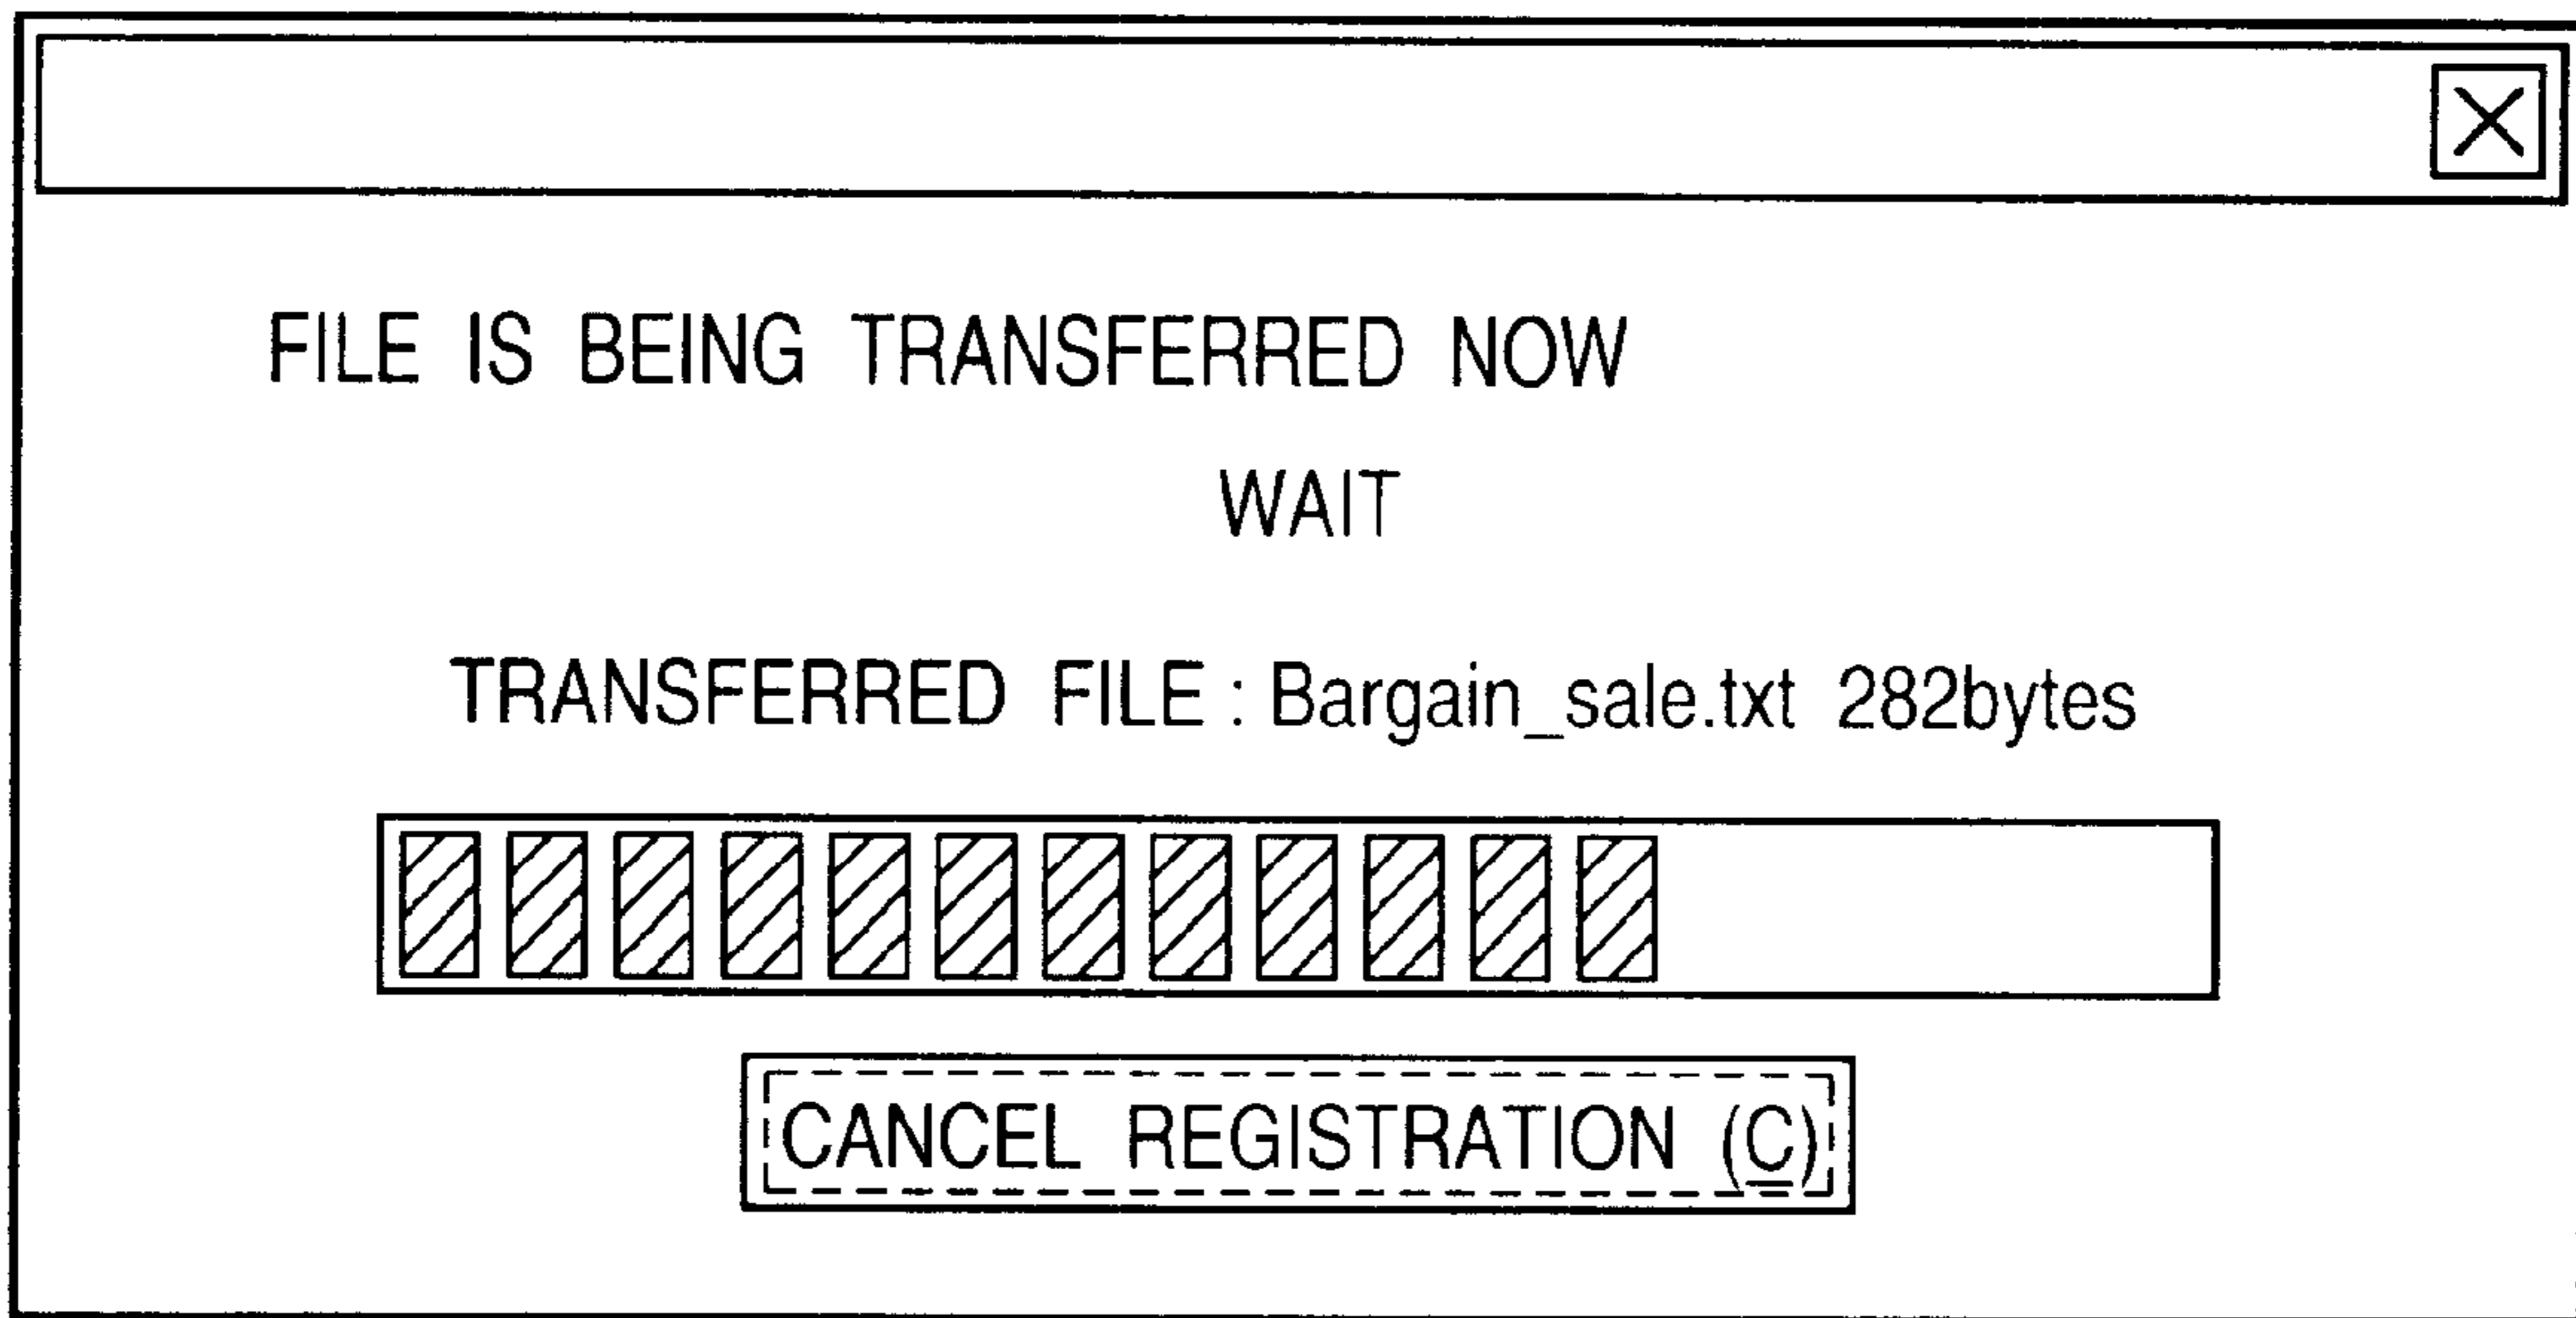 FILE IS BEING TRANSFERRED NOW
WAIT
TRANSFERRED FILE : Bargain_sale.txt 282bytes
CANCEL REGISTRATION (C)